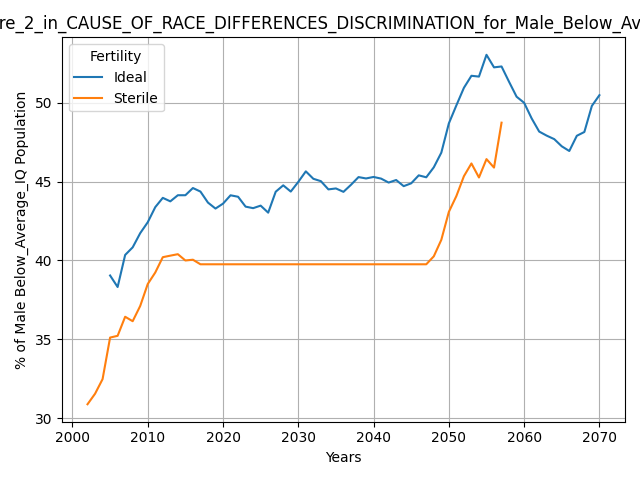 re_2_in_CAUSE_OF_RACE_DIFFERENCES_DISCRIMINATION_for_Male_Below_Av
Fertility
Ideal
Sterile
% of Male Below_Average_IQ Population
50
45
40
35
30
2000 2010 2020 2030 2040 2050 2060 2070
Years